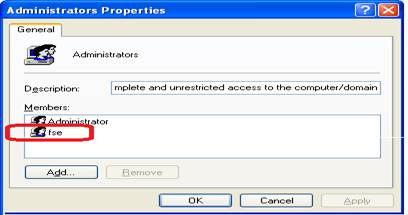 Administrators Properties
General
Administrators
Description:
mplete and unrestricted access to the computer/domain
Members:
Administrator
fse
Add...
Remove
OK
Cancel
Apply